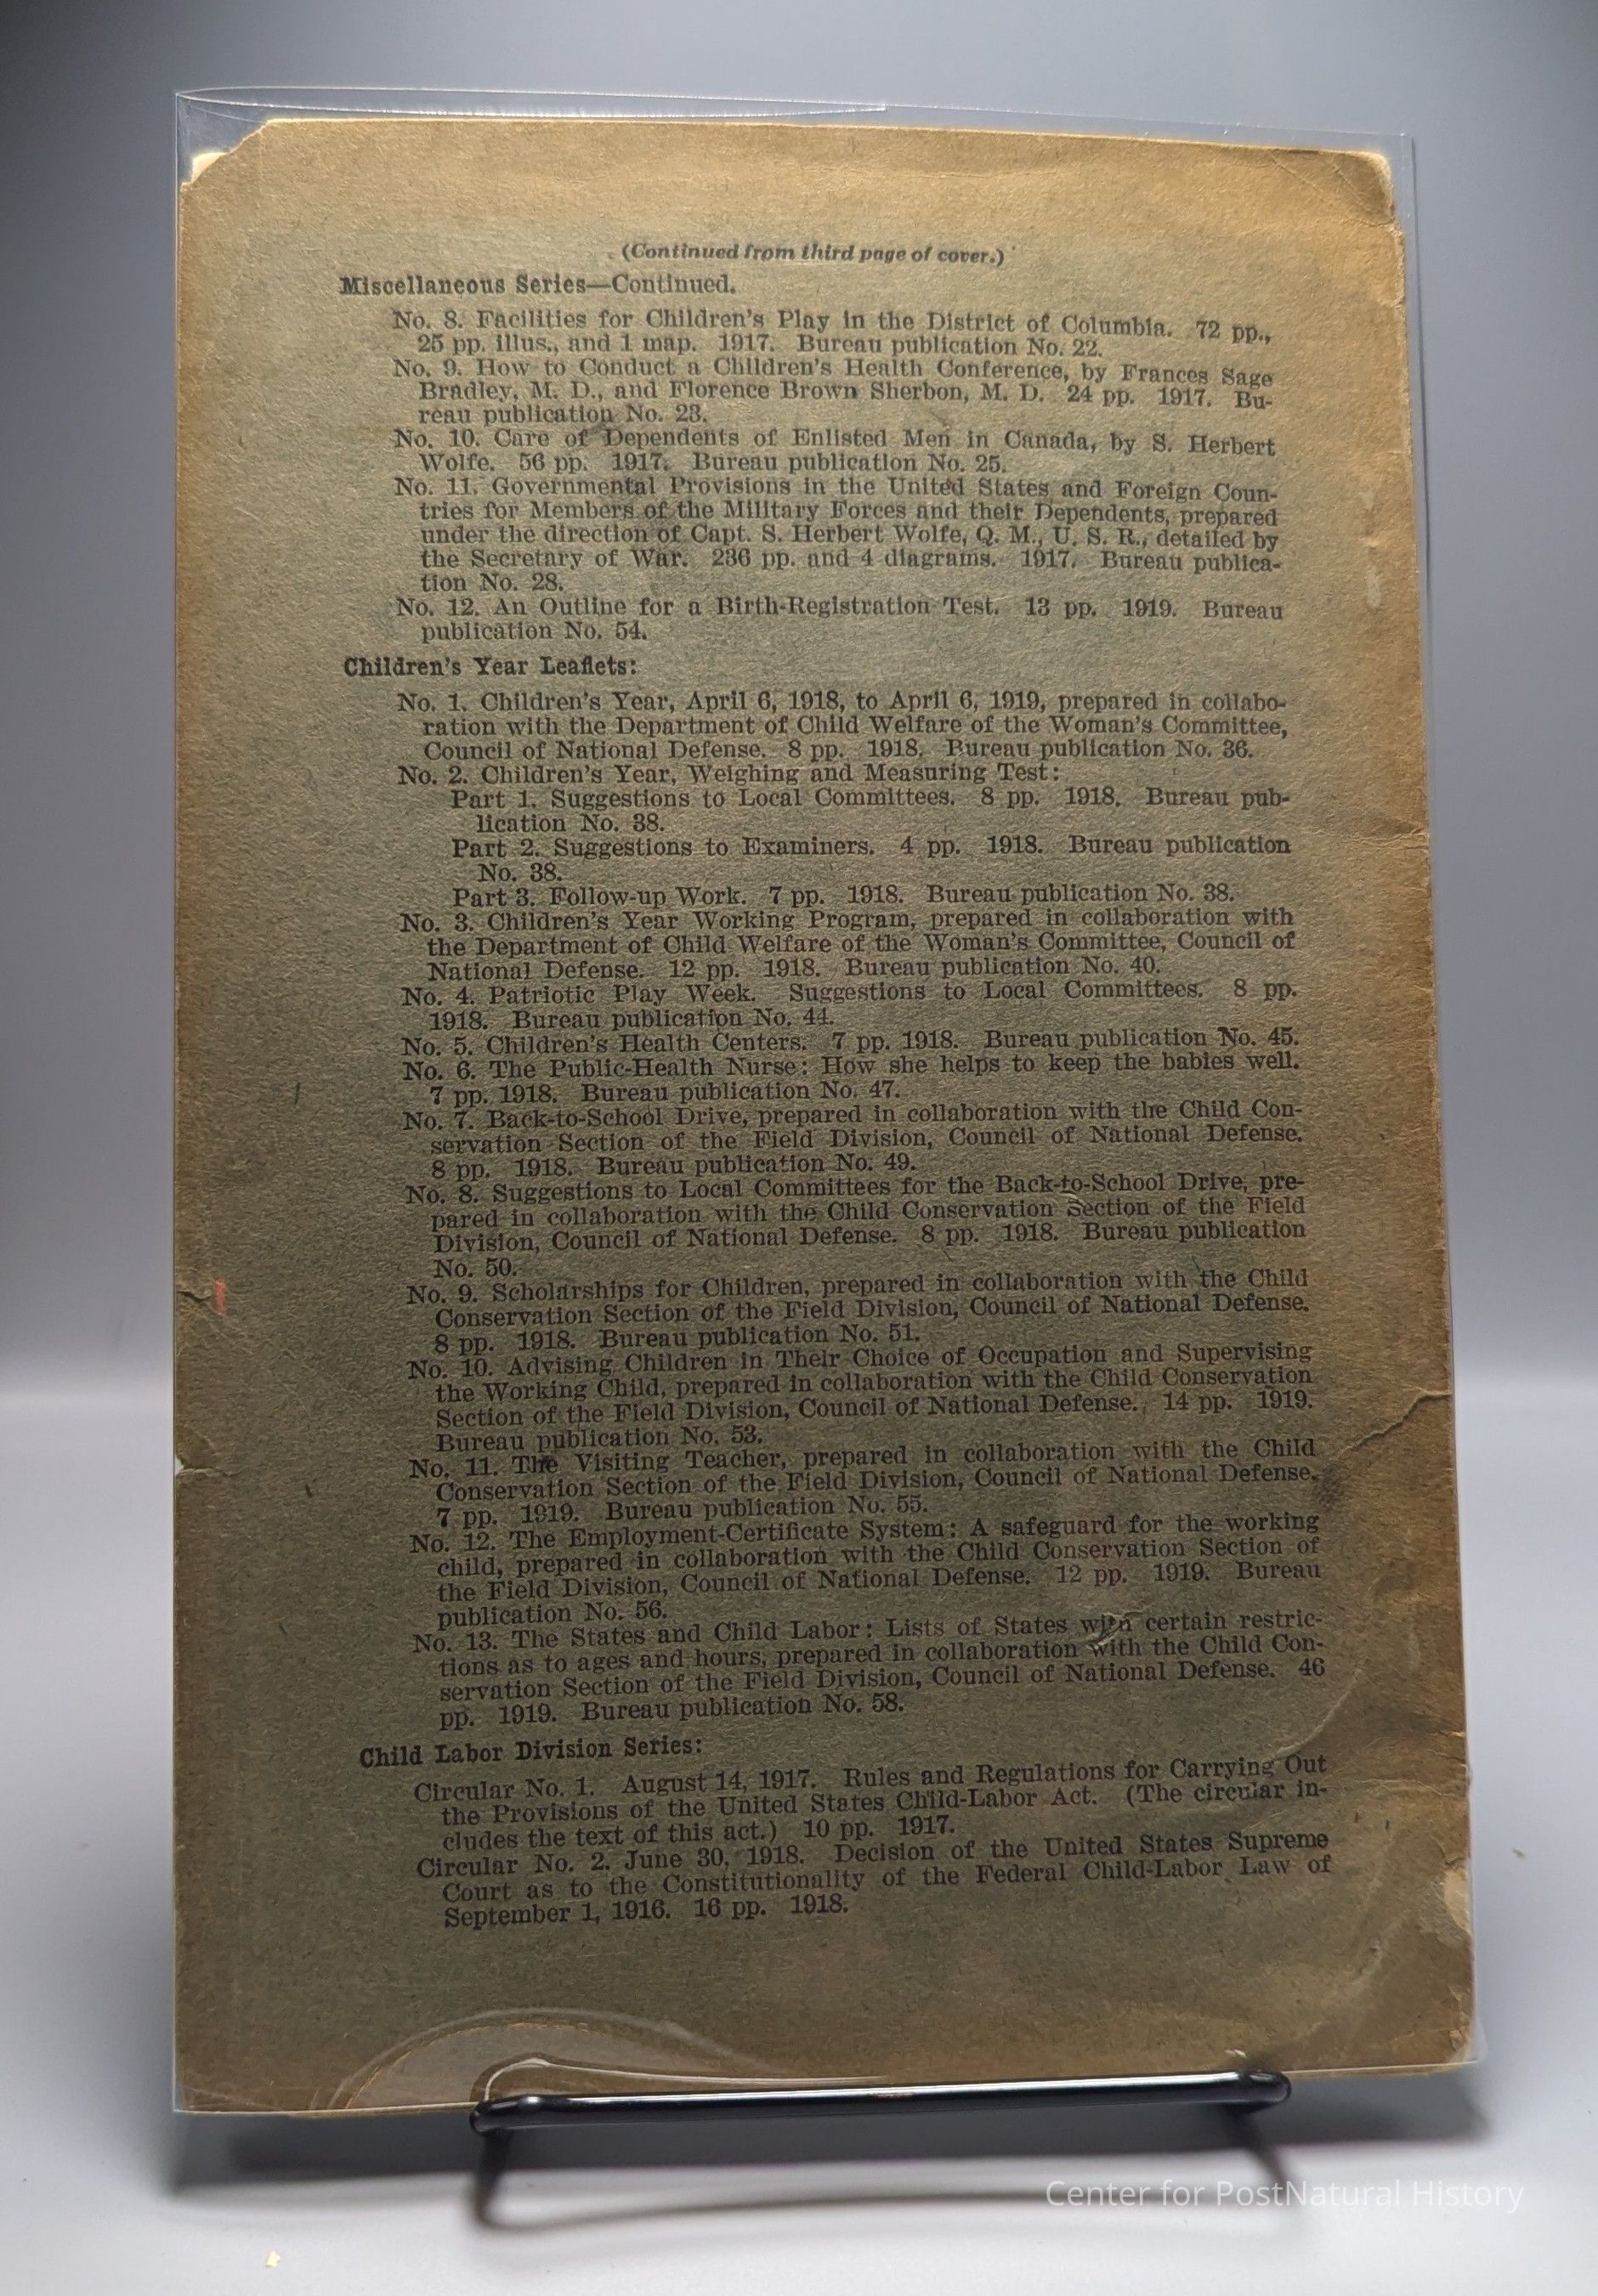 (Continued from third page of cover.)
Miscellaneous Series—Continued.
No. 8. Facilities for Children's Play in the District of Columbia. 72 pp.,
25 pp. illus., and 1 map. 1917. Bureau publication No. 22.
No. 9. How to Conduct a Children's Health Conference, by Frances Sage
Bradley, M. D., and Florence Brown Sherbon, M. D. 24 pp. 1917. Bu-
reau publication No. 23.
No. 10. Care of Dependents of Enlisted Men in Canada, by S. Herbert
Wolfe. 56 pp. 1917. Bureau publication No. 25.
No. 11. Governmental Provisions in the United States and Foreign Coun-
tries for Members of the Military Forces and their Dependents, prepared
under the direction of Capt. S. Herbert Wolfe, Q. M., U. S. R., detailed by
the Secretary of War. 236 pp. and 4 diagrams. 1917. Bureau publica-
tion No. 28.
No. 12. An Outline for a Birth-Registration Test. 13 pp. 1919. Bureau
publication No. 54.
Children's Year Leaflets:
No. 1. Children's Year, April 6, 1918, to April 6, 1919, prepared in collabo-
ration with the Department of Child Welfare of the Woman's Committee,
Council of National Defense. 8 pp. 1918. Bureau publication No. 36.
No. 2. Children's Year, Weighing and Measuring Test:
Part 1. Suggestions to Local Committees. 8 pp. 1918. Bureau pub-
lication No. 38.
Part 2. Suggestions to Examiners. 4 pp. 1918. Bureau publication
No. 38.
Part 3. Follow-up Work. 7 pp. 1918. Bureau publication No. 38.
No. 3. Children's Year Working Program, prepared in collaboration with
the Department of Child Welfare of the Woman's Committee, Council of
National Defense. 12 pp. 1918. Bureau publication No. 40.
No. 4. Patriotic Play Week. Suggestions to Local Committees. 8 pp.
1918. Bureau publication No. 44.
No. 5. Children's Health Centers. 7 pp. 1918. Bureau publication No. 45.
No. 6. The Public-Health Nurse: How she helps to keep the babies well.
7 pp. 1918. Bureau publication No. 47.
No. 7. Back-to-School Drive, prepared in collaboration with the Child Con-
servation Section of the Field Division, Council of National Defense.
8 pp. 1918. Bureau publication No. 49.
No. 8. Suggestions to Local Committees for the Back-to-School Drive, pre-
pared in collaboration with the Child Conservation Section of the Field
Division, Council of National Defense. 8 pp. 1918. Bureau publication
No. 50.
No. 9. Scholarships for Children, prepared in collaboration with the Child
Conservation Section of the Field Division, Council of National Defense.
8 pp. 1918. Bureau publication No. 51.
No. 10. Advising Children in Their Choice of Occupation and Supervising
the Working Child, prepared in collaboration with the Child Conservation
Section of the Field Division, Council of National Defense. 14 pp. 1919.
Bureau publication No. 53.
No. 11. The Visiting Teacher, prepared in collaboration with the Child
Conservation Section of the Field Division, Council of National Defense.
7 pp. 1919. Bureau publication No. 55.
No. 12. The Employment-Certificate System: A safeguard for the working
child, prepared in collaboration with the Child Conservation Section of
the Field Division, Council of National Defense. 12 pp. 1919. Bureau
publication No. 56.
No. 13. The States and Child Labor: Lists of States with certain restric-
tions as to ages and hours, prepared in collaboration with the Child Con-
servation Section of the Field Division, Council of National Defense. 46
pp. 1919. Bureau publication No. 58.
Child Labor Division Series:
Circular No. 1. August 14, 1917. Rules and Regulations for Carrying Out
the Provisions of the United States Child-Labor Act. (The circular in-
cludes the text of this act.) 10 pp. 1917.
Circular No. 2. June 30, 1918. Decision of the United States Supreme
Court as to the Constitutionality of the Federal Child-Labor Law of
September 1, 1916. 16 pp. 1918.
Center for PostNatural History